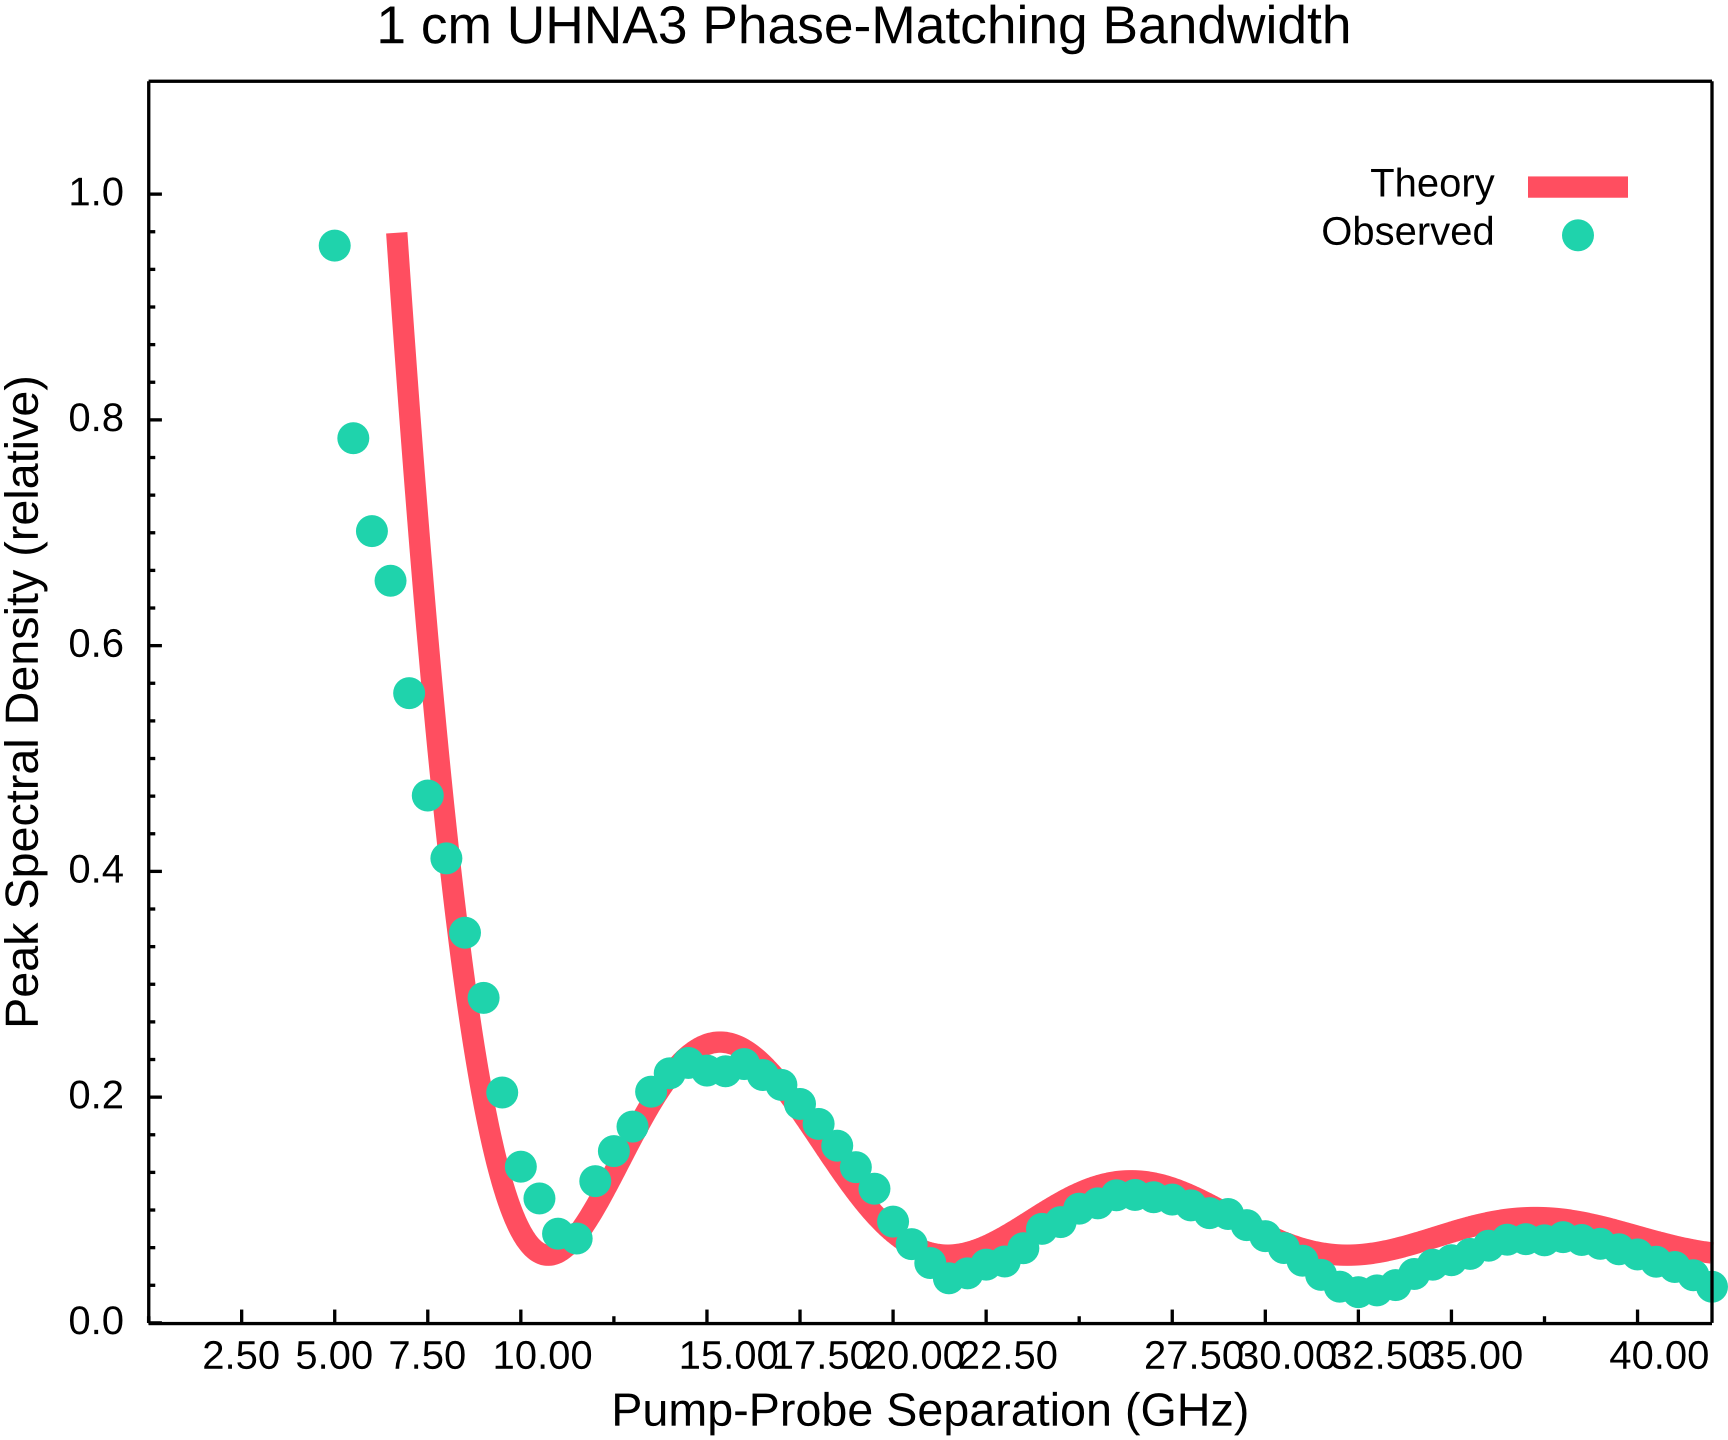 1 cm UHNA3 Phase-Matching Bandwidth
Theory
Observed
Peak Spectral Density (relative)
1.0
0.8
0.6
0.4
0.2
0.0
2.50 5.00 7.50 10.00 15.00 17.50 20.00 22.50 27.50 30.00 32.50 35.00 40.00
Pump-Probe Separation (GHz)